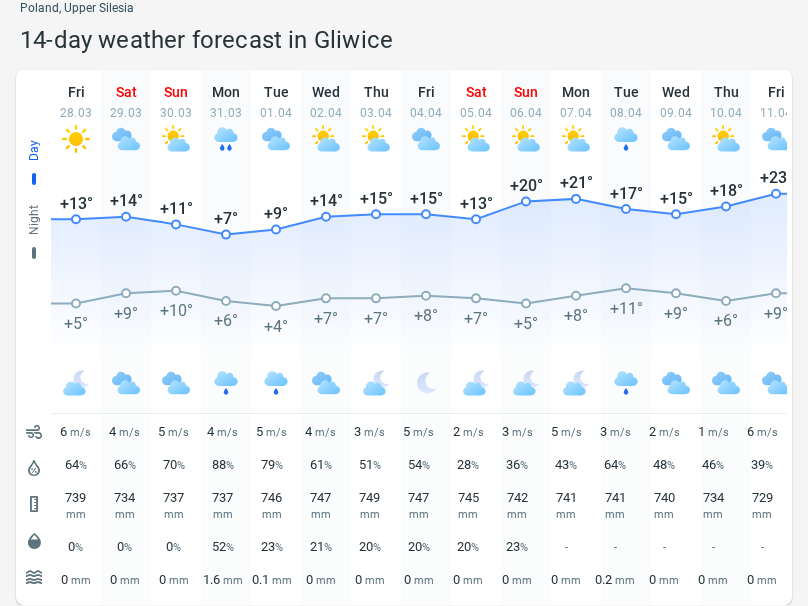 Poland, Upper Silesia
14-day weather forecast in Gliwice
Fri Sat Sun Mon Tue Wed Thu Fri Sat Sun Mon Tue Wed Thu Fri
28.03 29.03 30.03 31.03 01.04 02.04 03.04 04.04 05.04 06.04 07.04 08.04 09.04 10.04 11.04
Day
Night
+13° +14° +11° +7° +9° +14° +15° +15° +13° +20° +21° +17° +15° +18° +23
+5° +9° +10° +6° +4° +7° +7° +8° +7° +5° +8° +11° +9° +6° +9°
6 m/s 4 m/s 5 m/s 4 m/s 5 m/s 4 m/s 3 m/s 5 m/s 2 m/s 3 m/s 5 m/s 3 m/s 2 m/s 1 m/s 6 m/s
64% 66% 70% 88% 79% 61% 51% 54% 28% 36% 43% 64% 48% 46% 39%
739 734 737 737 746 747 749 747 745 742 741 741 740 734 729
mm mm mm mm mm mm mm mm mm mm mm mm mm mm mm
0% 0% 0% 52% 23% 21% 20% 20% 20% 23% - - - - -
0 mm 0 mm 0 mm 1.6 mm 0.1 mm 0 mm 0 mm 0 mm 0 mm 0 mm 0 mm 0.2 mm 0 mm 0 mm 0 mm